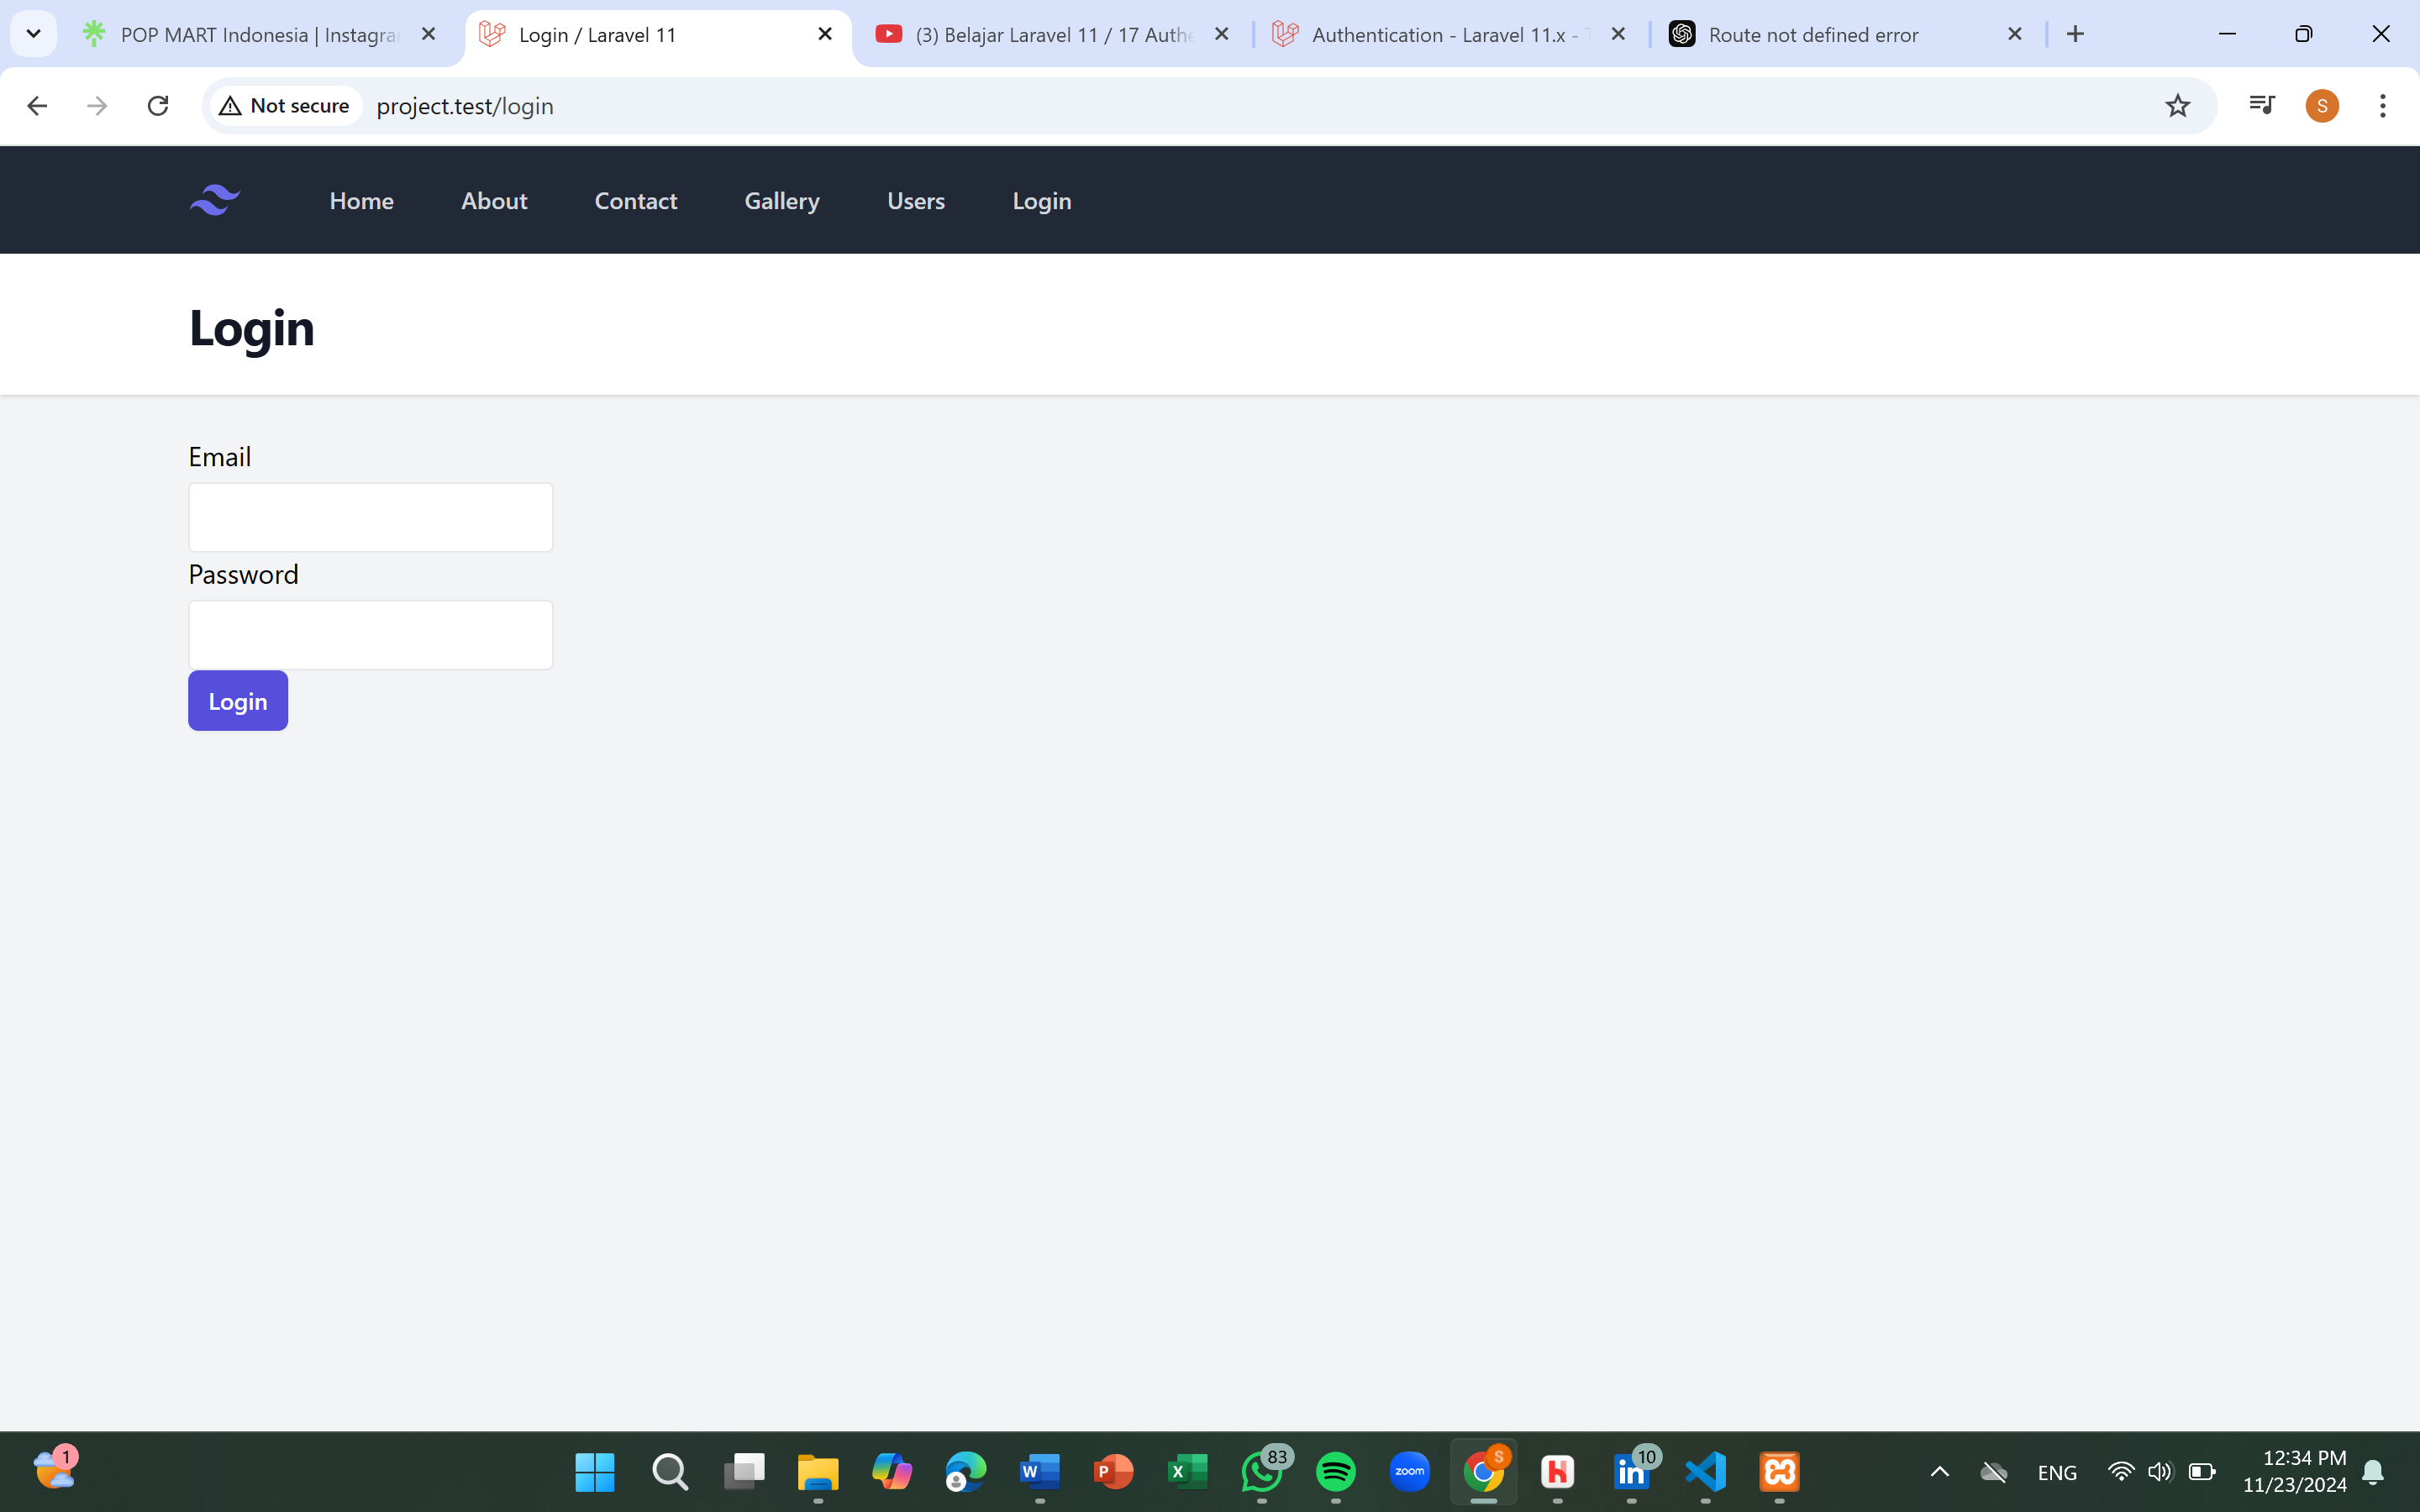 POP MART Indonesia | Instagra
Login / Laravel 11
(3) Belajar Laravel 11 / 17 Authe
Authentication - Laravel 11.x -
Route not defined error
Not secure
project.test/login
S
Home
About
Contact
Gallery
Users
Login
Login
Email
Password
Login
1
W
P
X
83
zoom
S
h
in
10
ENG
12:34 PM
11/23/2024